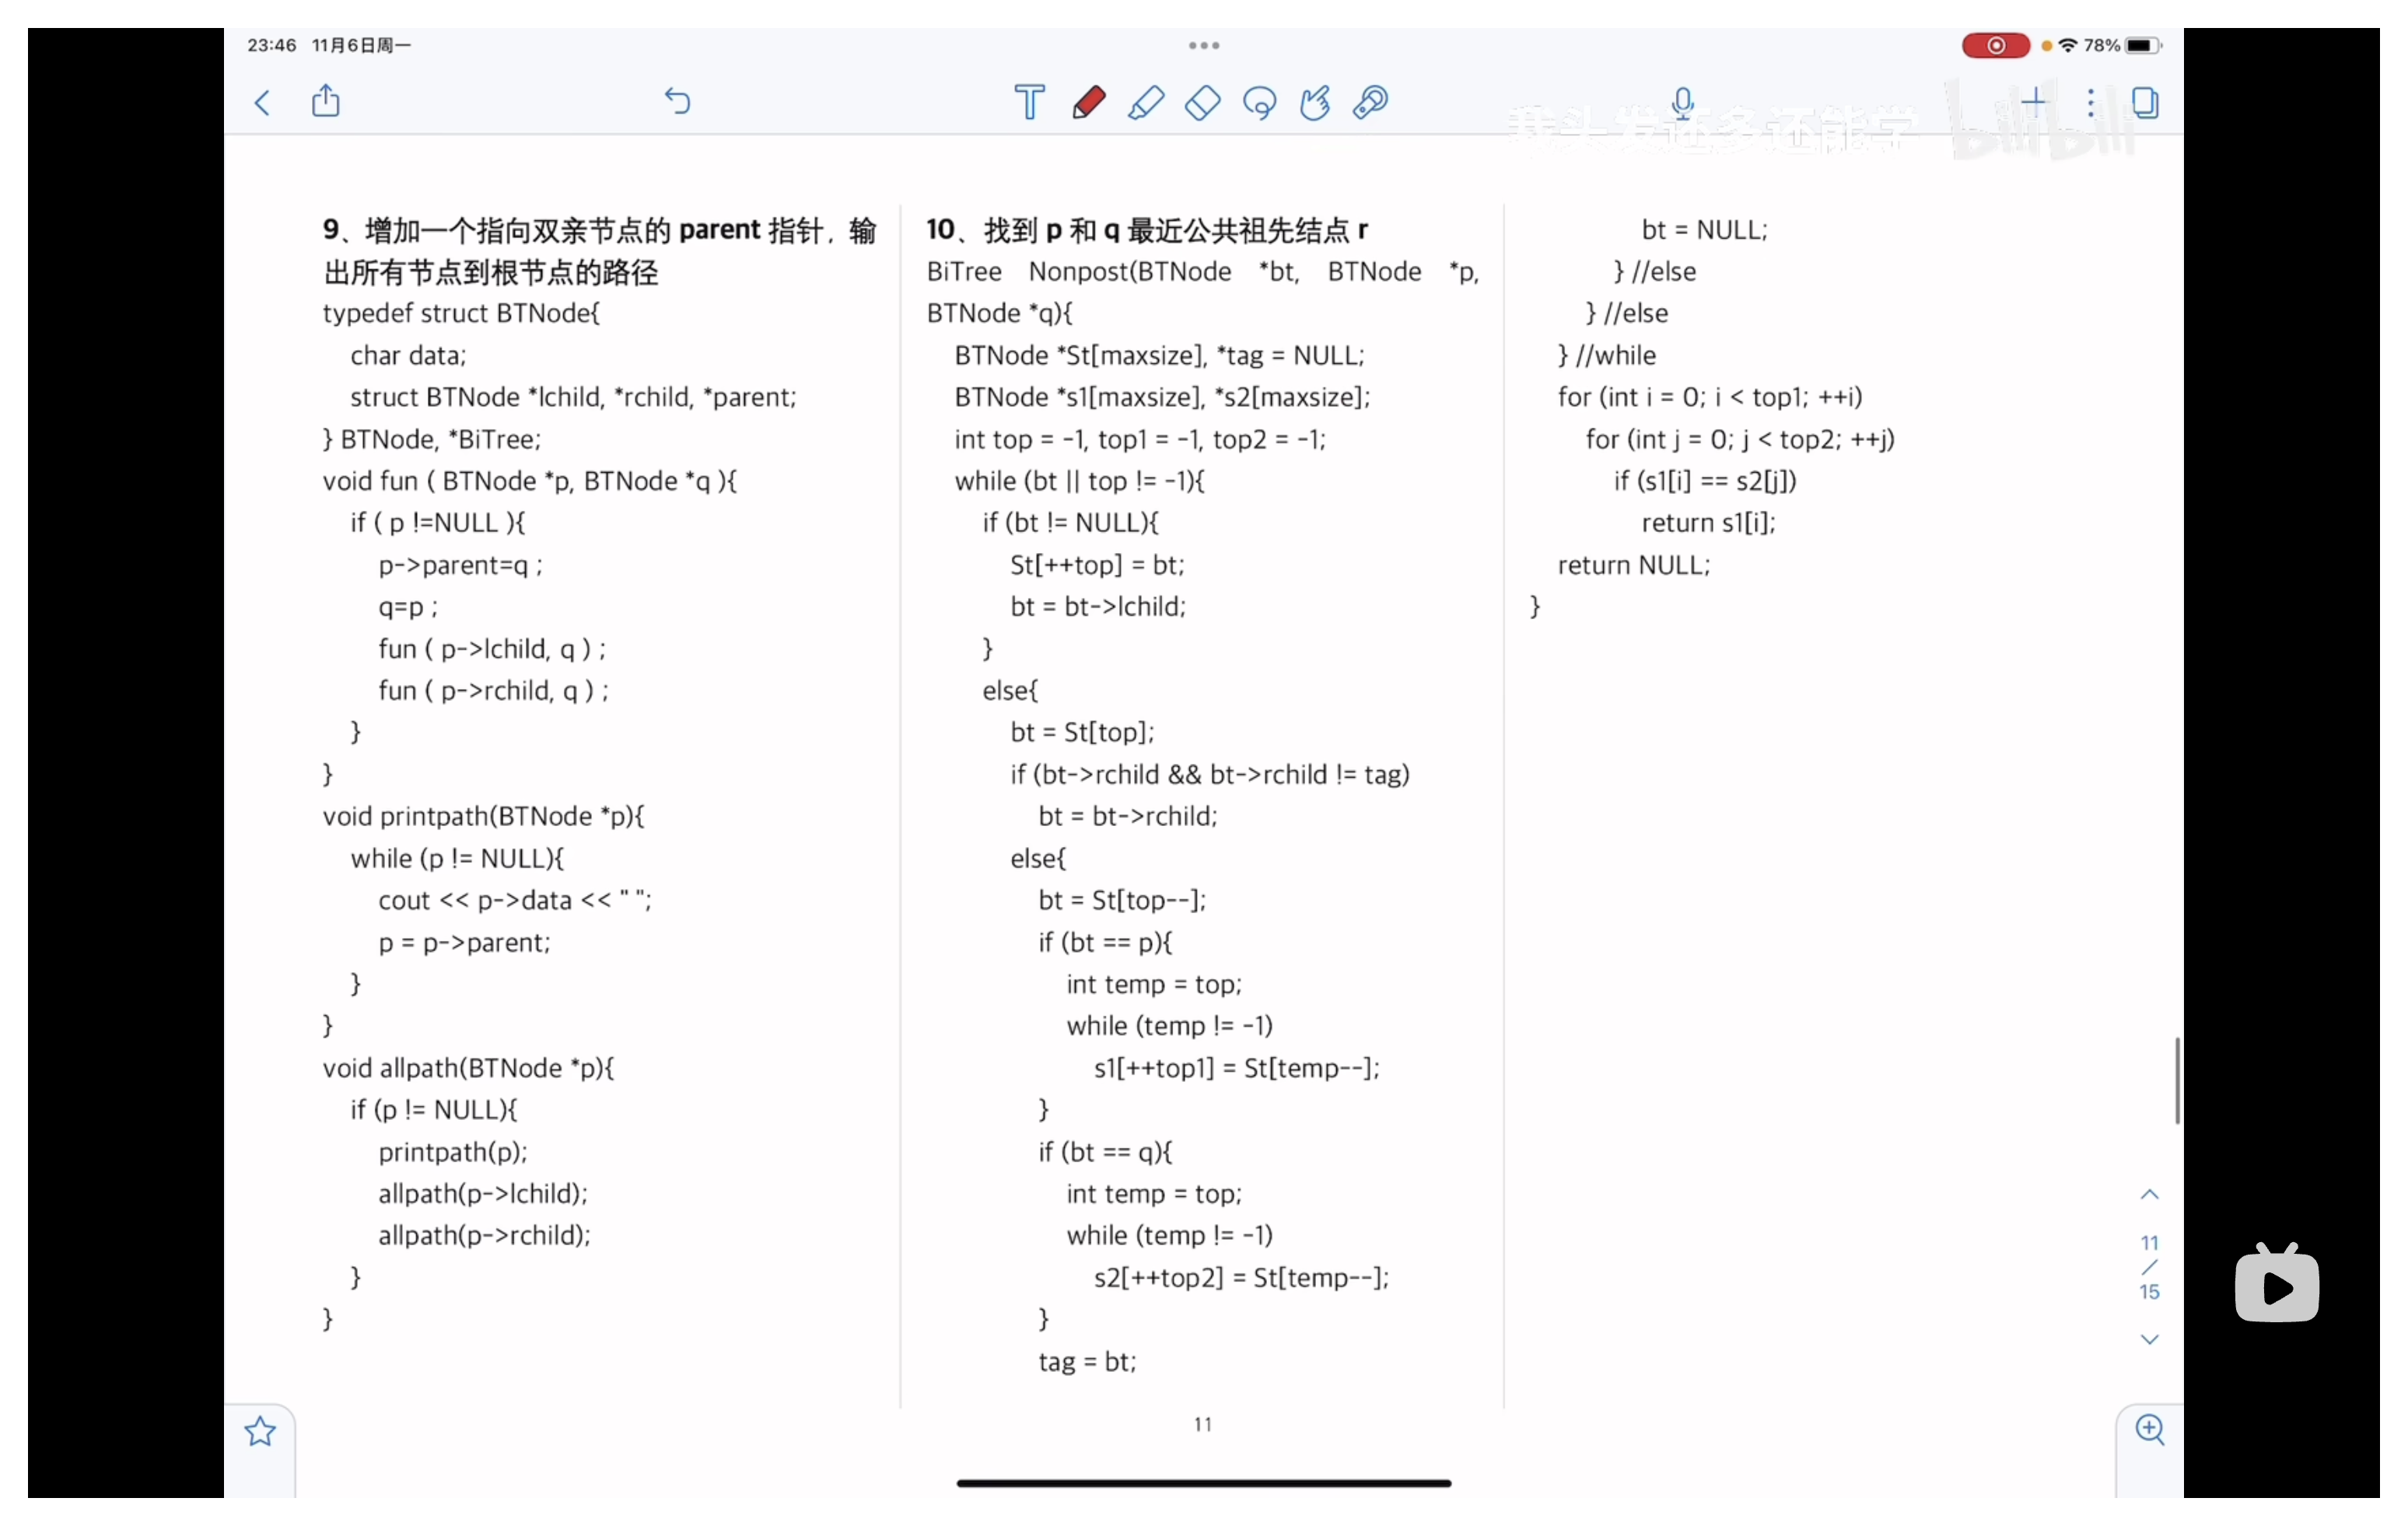 23:46 11月6日周一
78%
巷头发还多还能学 bilibili
9、增加一个指向双亲节点的 parent 指针，输
出所有节点到根节点的路径
typedef struct BTNode{
char data;
struct BTNode *lchild, *rchild, *parent;
} BTNode, *BiTree;
void fun ( BTNode *p, BTNode *q ){
if ( p !=NULL ){
p->parent=q ;
q=p ;
fun ( p->lchild, q ) ;
fun ( p->rchild, q ) ;
}
}
void printpath(BTNode *p){
while (p != NULL){
cout << p->data << " ";
p = p->parent;
}
}
void allpath(BTNode *p){
if (p != NULL){
printpath(p);
allpath(p->lchild);
allpath(p->rchild);
}
}
10、找到 p 和 q 最近公共祖先结点 r
BiTree Nonpost(BTNode *bt, BTNode *p,
BTNode *q){
BTNode *St[maxsize], *tag = NULL;
BTNode *s1[maxsize], *s2[maxsize];
int top = -1, top1 = -1, top2 = -1;
while (bt || top != -1){
if (bt != NULL){
St[++top] = bt;
bt = bt->lchild;
}
else{
bt = St[top];
if (bt->rchild && bt->rchild != tag)
bt = bt->rchild;
else{
bt = St[top--];
if (bt == p){
int temp = top;
while (temp != -1)
s1[++top1] = St[temp--];
}
if (bt == q){
int temp = top;
while (temp != -1)
s2[++top2] = St[temp--];
}
tag = bt;
bt = NULL;
} //else
} //else
} //while
for (int i = 0; i < top1; ++i)
for (int j = 0; j < top2; ++j)
if (s1[i] == s2[j])
return s1[i];
return NULL;
}
11
11
/
15